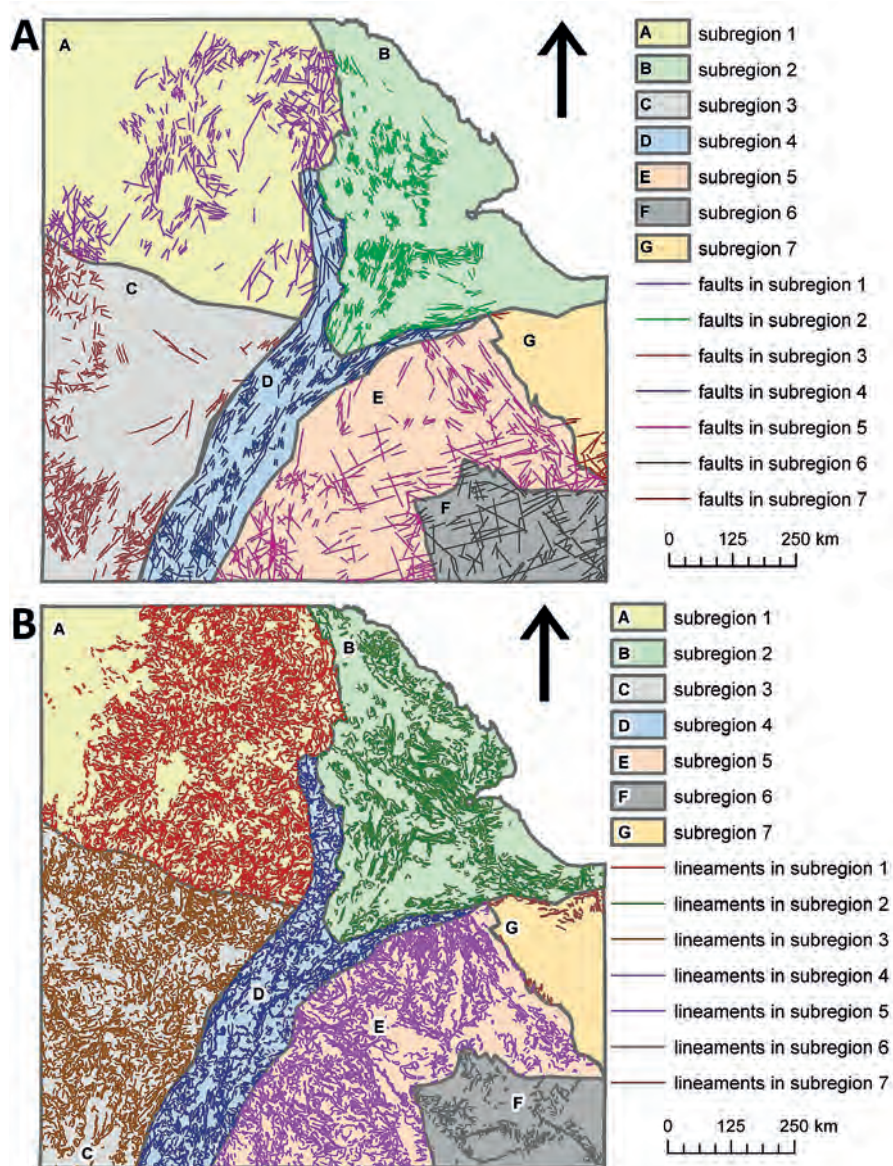 A
A
B
C
D
E
F
G
A subregion 1
B subregion 2
C subregion 3
D subregion 4
E subregion 5
F subregion 6
G subregion 7
faults in subregion 1
faults in subregion 2
faults in subregion 3
faults in subregion 4
faults in subregion 5
faults in subregion 6
faults in subregion 7
0 125 250 km
B
A
B
C
D
E
F
G
A subregion 1
B subregion 2
C subregion 3
D subregion 4
E subregion 5
F subregion 6
G subregion 7
lineaments in subregion 1
lineaments in subregion 2
lineaments in subregion 3
lineaments in subregion 4
lineaments in subregion 5
lineaments in subregion 6
lineaments in subregion 7
0 125 250 km